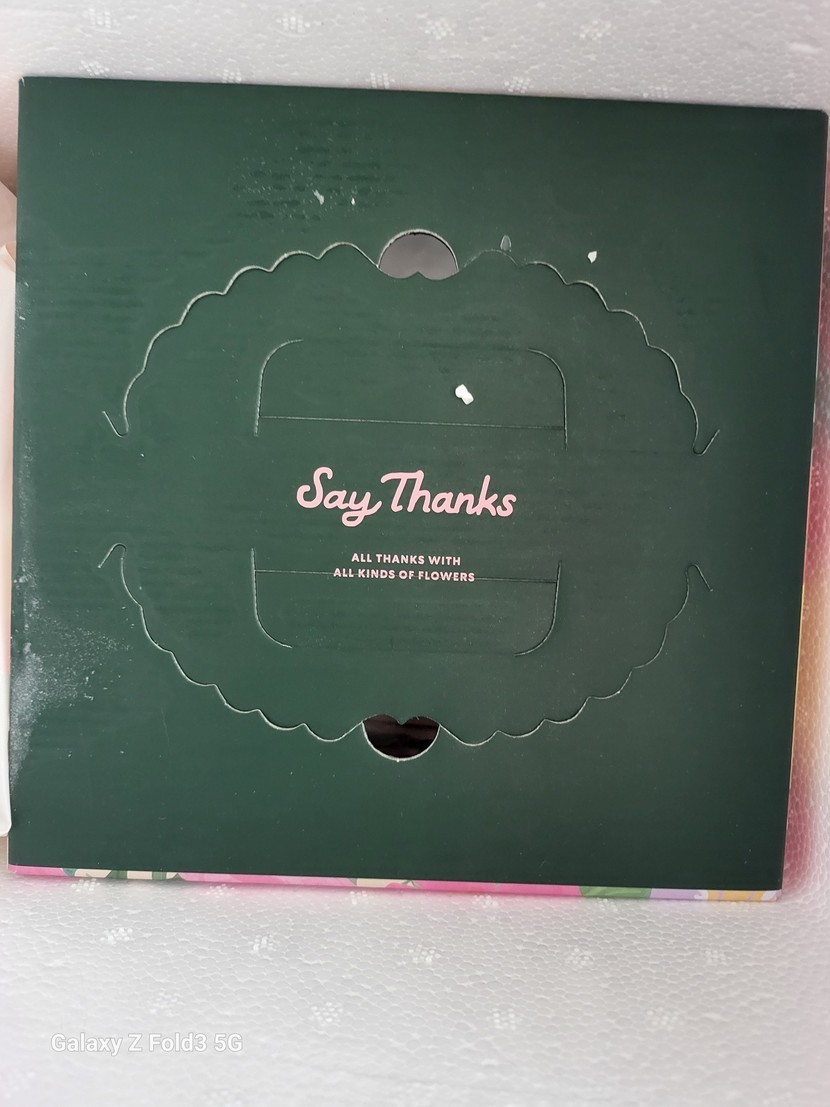 Say Thanks
ALL THANKS WITH
ALL KINDS OF FLOWERS
Galaxy Z Fold3 5G